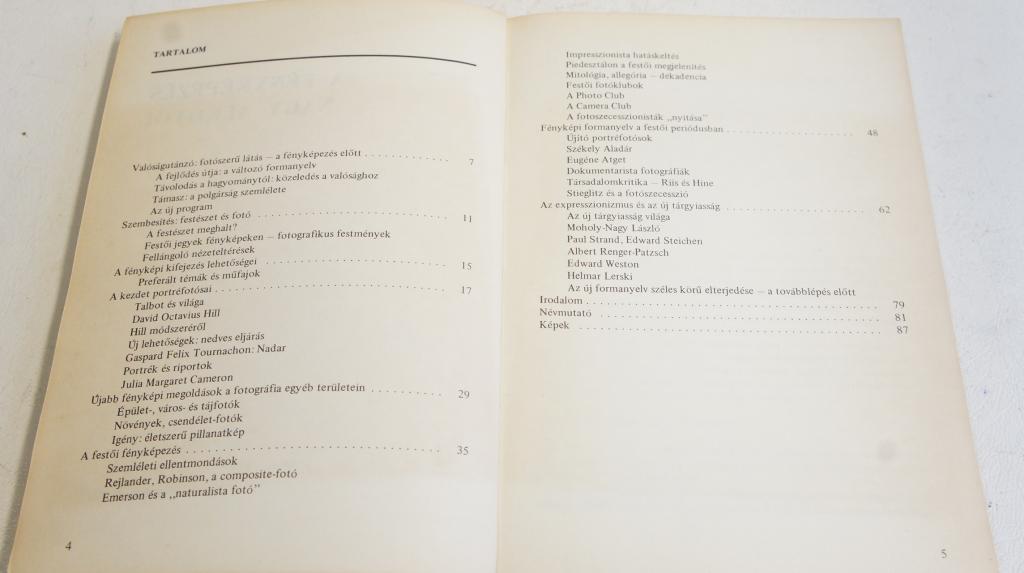 TARTALOM
Valóságutánzó: fotószerű látás — a fényképezés előtt . . . . . . . . . . . . 7
A fejlődés útja: a változó formanyelv
Távolodás a hagyománytól: közeledés a valósághoz
Támasz: a polgárság szemlélete
Az új program
Szembesítés: festészet és fotó . . . . . . . . . . . . . . . . . . . . . . . . . 11
A festészet meghalt?
Festői jegyek fényképeken — fotografikus festmények
Fellángoló nézeteltérések
A fényképi kifejezés lehetőségei . . . . . . . . . . . . . . . . . . . . . . . 15
Preferált témák és műfajok
A kezdet portréfotósai . . . . . . . . . . . . . . . . . . . . . . . . . . . . . 17
Talbot és világa
David Octavius Hill
Hill módszeréről
Új lehetőségek: nedves eljárás
Gaspard Felix Tournachon: Nadar
Portrék és riportok
Julia Margaret Cameron
Újabb fényképi megoldások a fotográfia egyéb területein . . . . . . . . . 29
Épület-, város- és tájfotók
Növények, csendélet-fotók
Igény: életszerű pillanatkép
A festői fényképezés . . . . . . . . . . . . . . . . . . . . . . . . . . . . . . 35
Szemléleti ellentmondások
Rejlander, Robinson, a composite-fotó
Emerson és a „naturalista fotó”
4
Impresszionista hatáskeltés
Piedesztálon a festői megjelenítés
Mitológia, allegória — dekadencia
Festői fotóklubok
A Photo Club
A Camera Club
A fotoszecesszionisták „nyitása”
Fényképi formanyelv a festői periódusban . . . . . . . . . . . . . . . . . 48
Újító portréfotósok
Székely Aladár
Eugéne Atget
Dokumentarista fotográfiák
Társadalomkritika — Riis és Hine
Stieglitz és a fotószecesszió
Az expresszionizmus és az új tárgyiasság . . . . . . . . . . . . . . . . . 62
Az új tárgyiasság világa
Moholy-Nagy László
Paul Strand, Edward Steichen
Albert Renger-Patzsch
Edward Weston
Helmar Lerski
Az új formanyelv széles körű elterjedése — a továbblépés előtt
Irodalom . . . . . . . . . . . . . . . . . . . . . . . . . . . . . . . . . . . . 79
Névmutató . . . . . . . . . . . . . . . . . . . . . . . . . . . . . . . . . . . 81
Képek . . . . . . . . . . . . . . . . . . . . . . . . . . . . . . . . . . . . . . 87
5